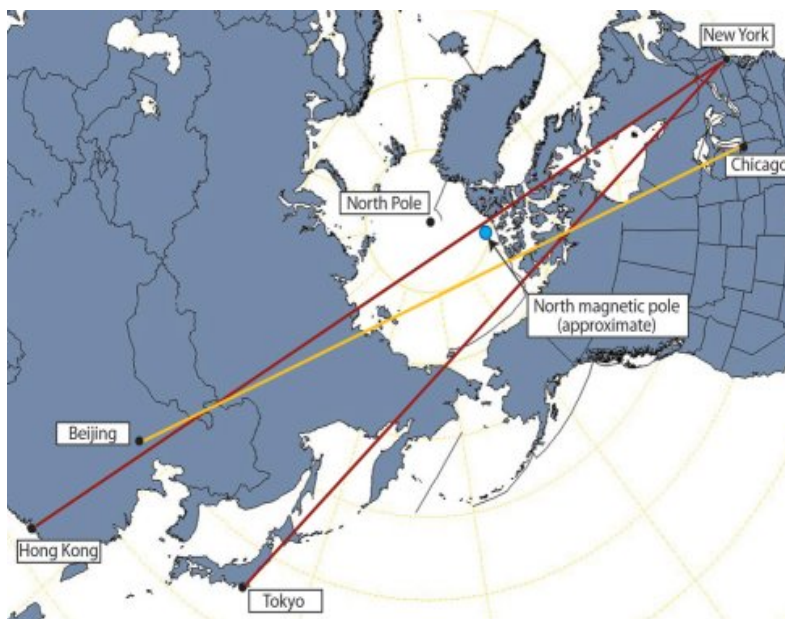 New York
Chicago
North Pole
North magnetic pole
(approximate)
Beijing
Hong Kong
Tokyo